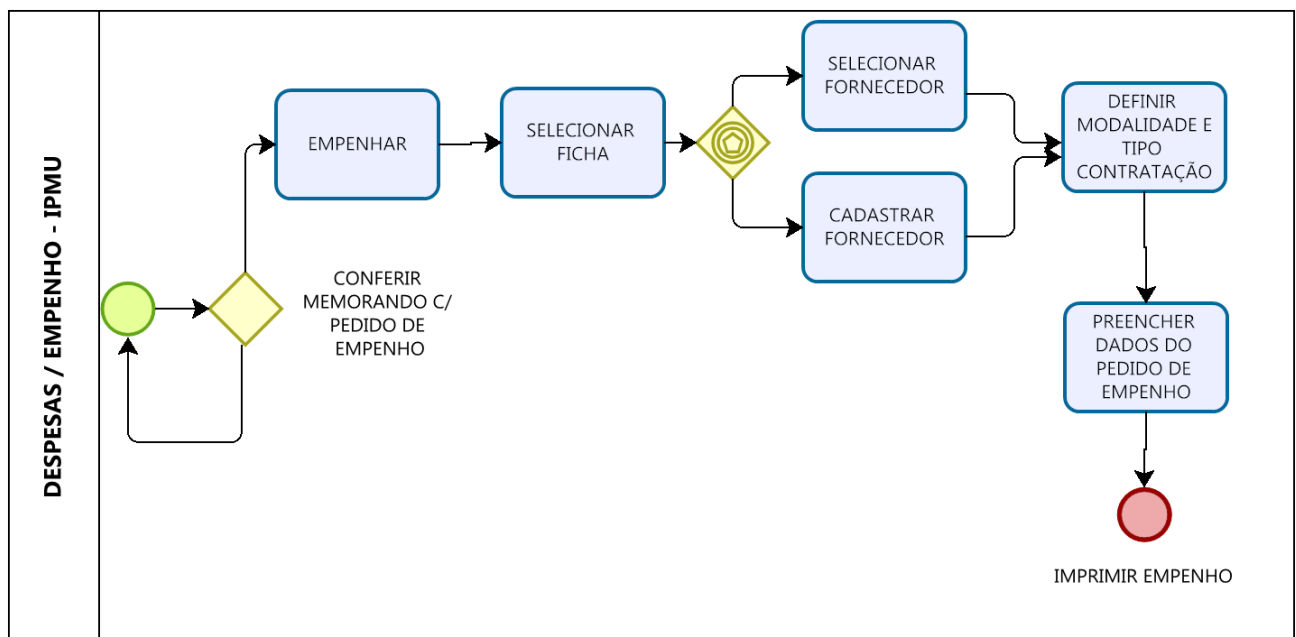 DESPESAS / EMPENHO - IPMU
EMPENHAR
SELECIONAR
FICHA
SELECIONAR
FORNECEDOR
CADASTRAR
FORNECEDOR
DEFINIR
MODALIDADE E
TIPO
CONTRATAÇÃO
CONFERIR
MEMORANDO C/
PEDIDO DE
EMPENHO
PREENCHER
DADOS DO
PEDIDO DE
EMPENHO
IMPRIMIR EMPENHO